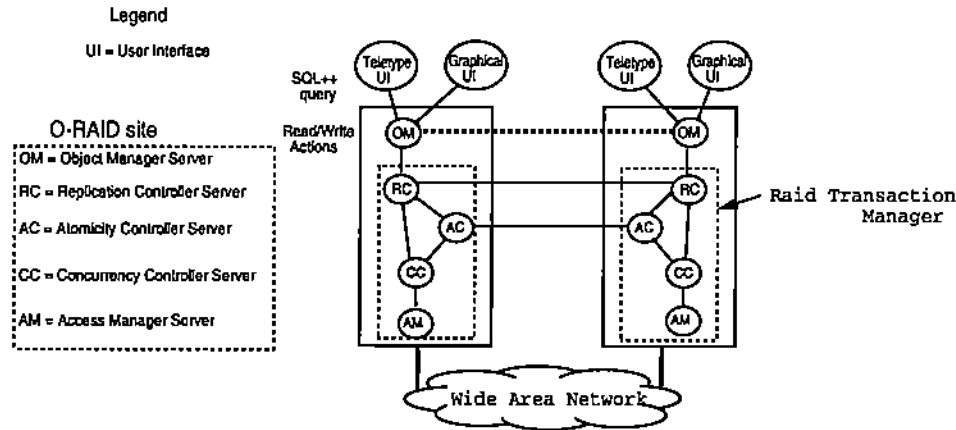 Legend
UI = User Interface
O-RAID site
OM = Object Manager Server
RC = Replication Controller Server
AC = Atomicity Controller Server
CC = Concurrency Controller Server
AM = Access Manager Server
Teletype
UI
Graphical
UI
SQL++
query
Read/Write
Actions
OM
RC
AC
CC
AM
Teletype
UI
Graphical
UI
OM
RC
AC
CC
AM
Raid Transaction
Manager
Wide Area Network